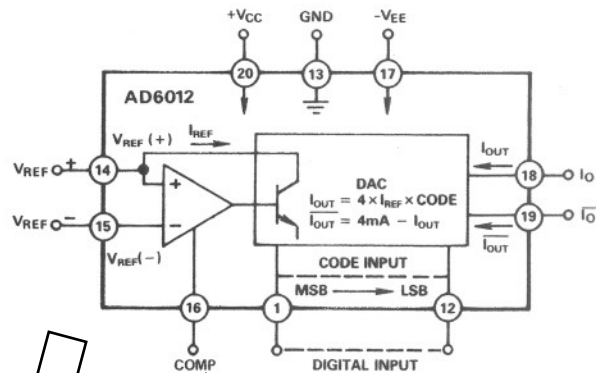 +VCC GND -VEE
20 13 17
AD6012
VREF (+) IREF
VREF + 14
DAC
IOUT = 4 × IREF × CODE
IOUT = 4mA - IOUT
IOUT 18 IO
VREF - 15
VREF(-)
IOUT 19 IO
CODE INPUT
MSB LSB
16 1 12
COMP DIGITAL INPUT
+
-